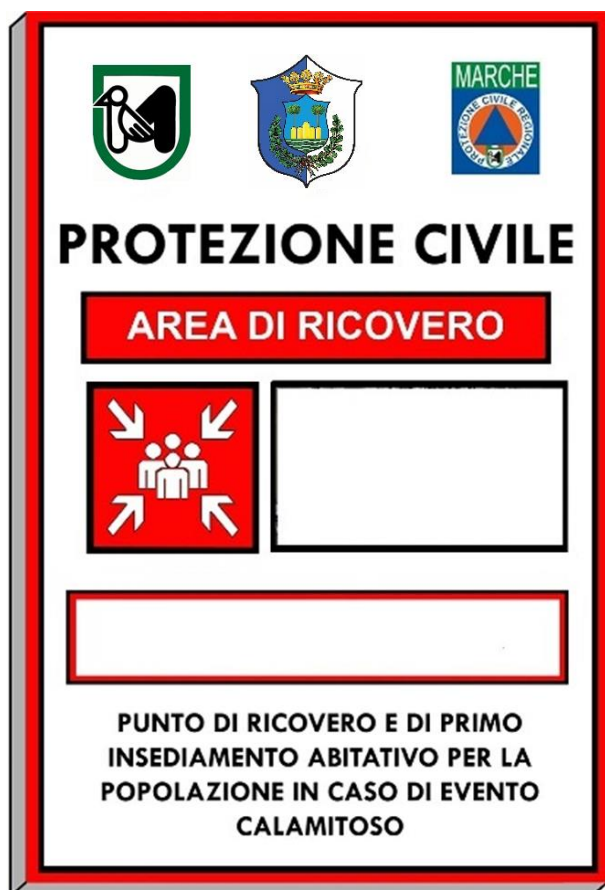 MARCHE
PROTEZIONE CIVILE REGIONALE
PROTEZIONE CIVILE
AREA DI RICOVERO
PUNTO DI RICOVERO E DI PRIMO
INSEDIAMENTO ABITATIVO PER LA
POPOLAZIONE IN CASO DI EVENTO
CALAMITOSO